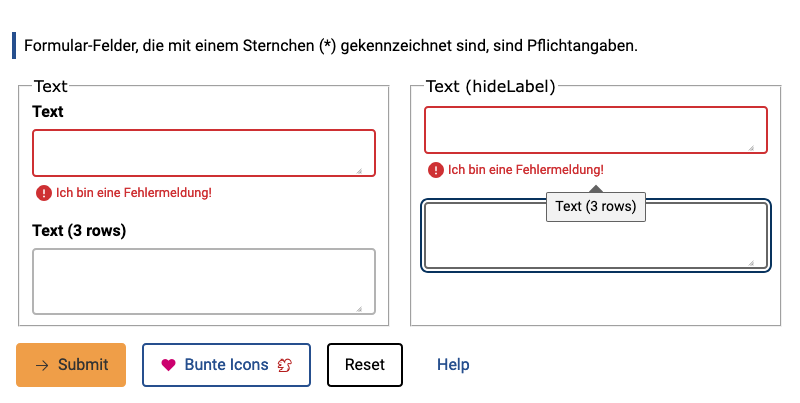 Formular-Felder, die mit einem Sternchen (*) gekennzeichnet sind, sind Pflichtangaben.
Text
Text
Ich bin eine Fehlermeldung!
Text (3 rows)
Text (hideLabel)
Ich bin eine Fehlermeldung!
Text (3 rows)
Submit
Bunte Icons
Reset
Help